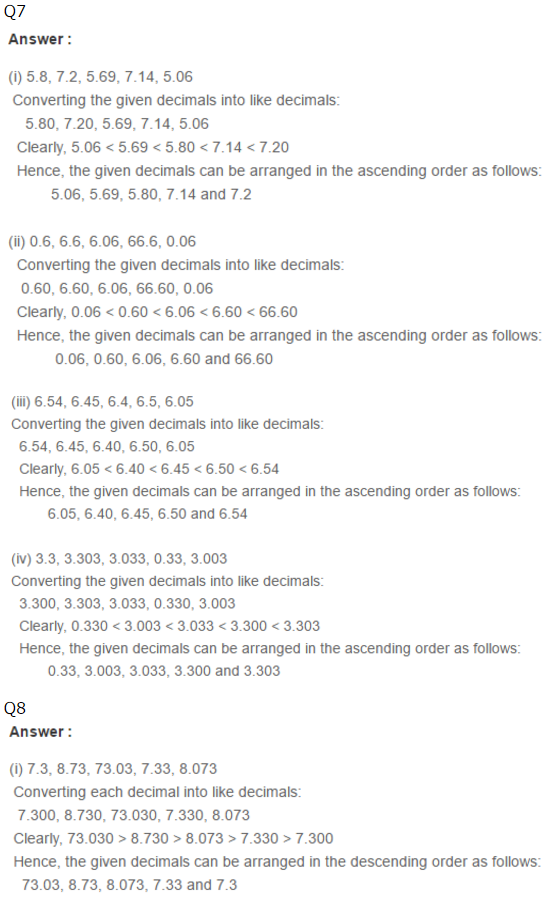 Q7
Answer :
(i) 5.8, 7.2, 5.69, 7.14, 5.06
Converting the given decimals into like decimals:
5.80, 7.20, 5.69, 7.14, 5.06
Clearly, 5.06 < 5.69 < 5.80 < 7.14 < 7.20
Hence, the given decimals can be arranged in the ascending order as follows:
5.06, 5.69, 5.80, 7.14 and 7.2
(ii) 0.6, 6.6, 6.06, 66.6, 0.06
Converting the given decimals into like decimals:
0.60, 6.60, 6.06, 66.60, 0.06
Clearly, 0.06 < 0.60 < 6.06 < 6.60 < 66.60
Hence, the given decimals can be arranged in the ascending order as follows:
0.06, 0.60, 6.06, 6.60 and 66.60
(iii) 6.54, 6.45, 6.4, 6.5, 6.05
Converting the given decimals into like decimals:
6.54, 6.45, 6.40, 6.50, 6.05
Clearly, 6.05 < 6.40 < 6.45 < 6.50 < 6.54
Hence, the given decimals can be arranged in the ascending order as follows:
6.05, 6.40, 6.45, 6.50 and 6.54
(iv) 3.3, 3.303, 3.033, 0.33, 3.003
Converting the given decimals into like decimals:
3.300, 3.303, 3.033, 0.330, 3.003
Clearly, 0.330 < 3.003 < 3.033 < 3.300 < 3.303
Hence, the given decimals can be arranged in the ascending order as follows:
0.33, 3.003, 3.033, 3.300 and 3.303
Q8
Answer :
(i) 7.3, 8.73, 73.03, 7.33, 8.073
Converting each decimal into like decimals:
7.300, 8.730, 73.030, 7.330, 8.073
Clearly, 73.030 > 8.730 > 8.073 > 7.330 > 7.300
Hence, the given decimals can be arranged in the descending order as follows:
73.03, 8.73, 8.073, 7.33 and 7.3